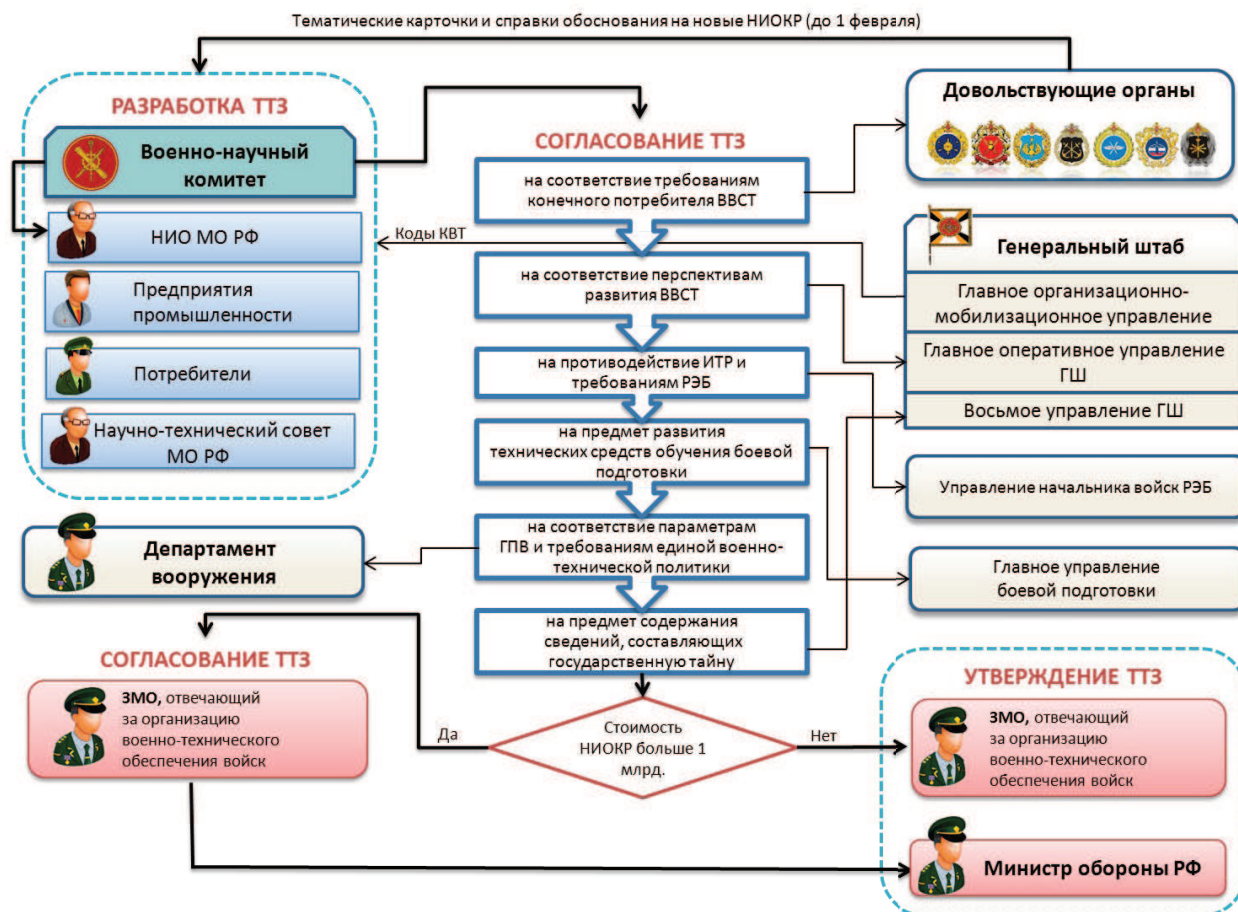 Тематические карточки и справки обоснования на новые НИОКР (до 1 февраля)
РАЗРАБОТКА ТТЗ
Военно-научный
комитет
НИО МО РФ
Предприятия
промышленности
Потребители
Научно-технический совет
МО РФ
СОГЛАСОВАНИЕ ТТЗ
на соответствие требованиям
конечного потребителя ВВСТ
Коды КВТ
на соответствие перспективам
развития ВВСТ
на противодействие ИТР и
требованиям РЭБ
на предмет развития
технических средств обучения боевой
подготовки
на соответствие параметрам
ГПВ и требованиям единой военно-
технической политики
на предмет содержания
сведений, составляющих
государственную тайну
Довольствующие органы
Генеральный штаб
Главное организационно-
мобилизационное управление
Главное оперативное управление
ГШ
Восьмое управление ГШ
Управление начальника войск РЭБ
Главное управление
боевой подготовки
Департамент
вооружения
СОГЛАСОВАНИЕ ТТЗ
ЗМО, отвечающий
за организацию
военно-технического
обеспечения войск
Да
Стоимость
НИОКР больше 1
млрд.
Нет
УТВЕРЖДЕНИЕ ТТЗ
ЗМО, отвечающий
за организацию
военно-технического
обеспечения войск
Министр обороны РФ